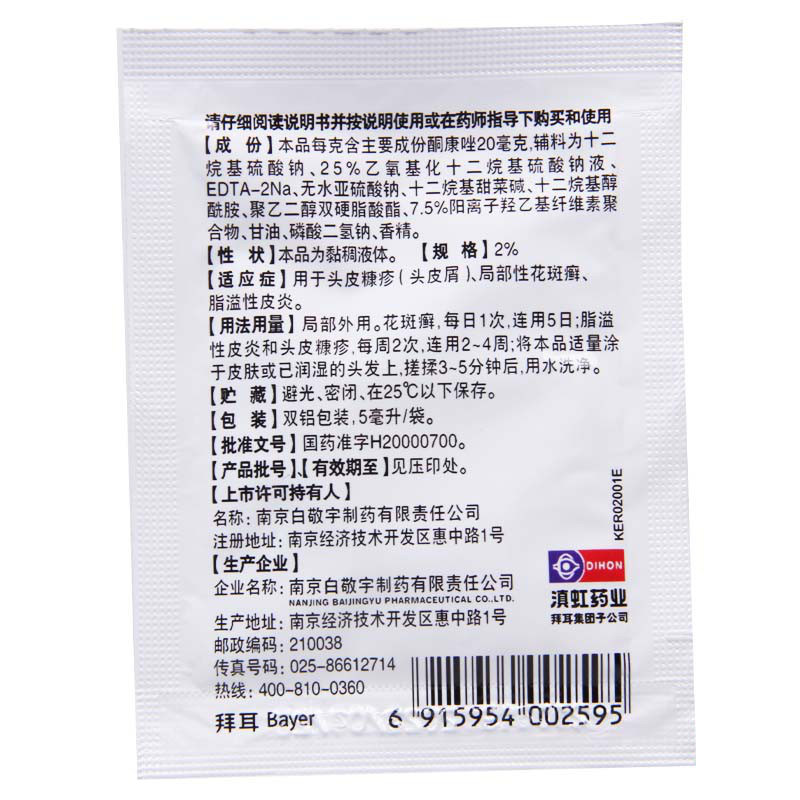 请仔细阅读说明书并按说明使用或在药师指导下购买和使用
【成 份】本品每克含主要成份酮康唑20毫克,辅料为十二
烷基硫酸钠、25%乙氧基化十二烷基硫酸钠液、
EDTA-2Na、无水亚硫酸钠、十二烷基甜菜碱、十二烷基醇
酰胺、聚乙二醇双硬脂酸酯、7.5%阳离子羟乙基纤维素聚
合物、甘油、磷酸二氢钠、香精。
【性 状】本品为黏稠液体。 【规 格】2%
【适应症】用于头皮糠疹(头皮屑)、局部性花斑癣、
脂溢性皮炎。
【用法用量】局部外用。花斑癣,每日1次,连用5日;脂溢
性皮炎和头皮糠疹,每周2次,连用2~4周;将本品适量涂
于皮肤或已润湿的头发上,搓揉3~5分钟后,用水洗净。
【贮 藏】避光、密闭、在25℃以下保存。
【包 装】双铝包装,5毫升/袋。
【批准文号】国药准字H20000700。
【产品批号】、【有效期至】见压印处。
【上市许可持有人】
名称: 南京白敬宇制药有限责任公司
注册地址: 南京经济技术开发区惠中路1号
【生产企业】
企业名称: 南京白敬宇制药有限责任公司
NANJING BAIJINGYU PHARMACEUTICAL CO.,LTD.
生产地址: 南京经济技术开发区惠中路1号
邮政编码: 210038
传真号码: 025-86612714
热线: 400-810-0360
拜耳 Bayer
KER02001E
DIHON
滇虹药业
拜耳集团子公司
6 915954 002595